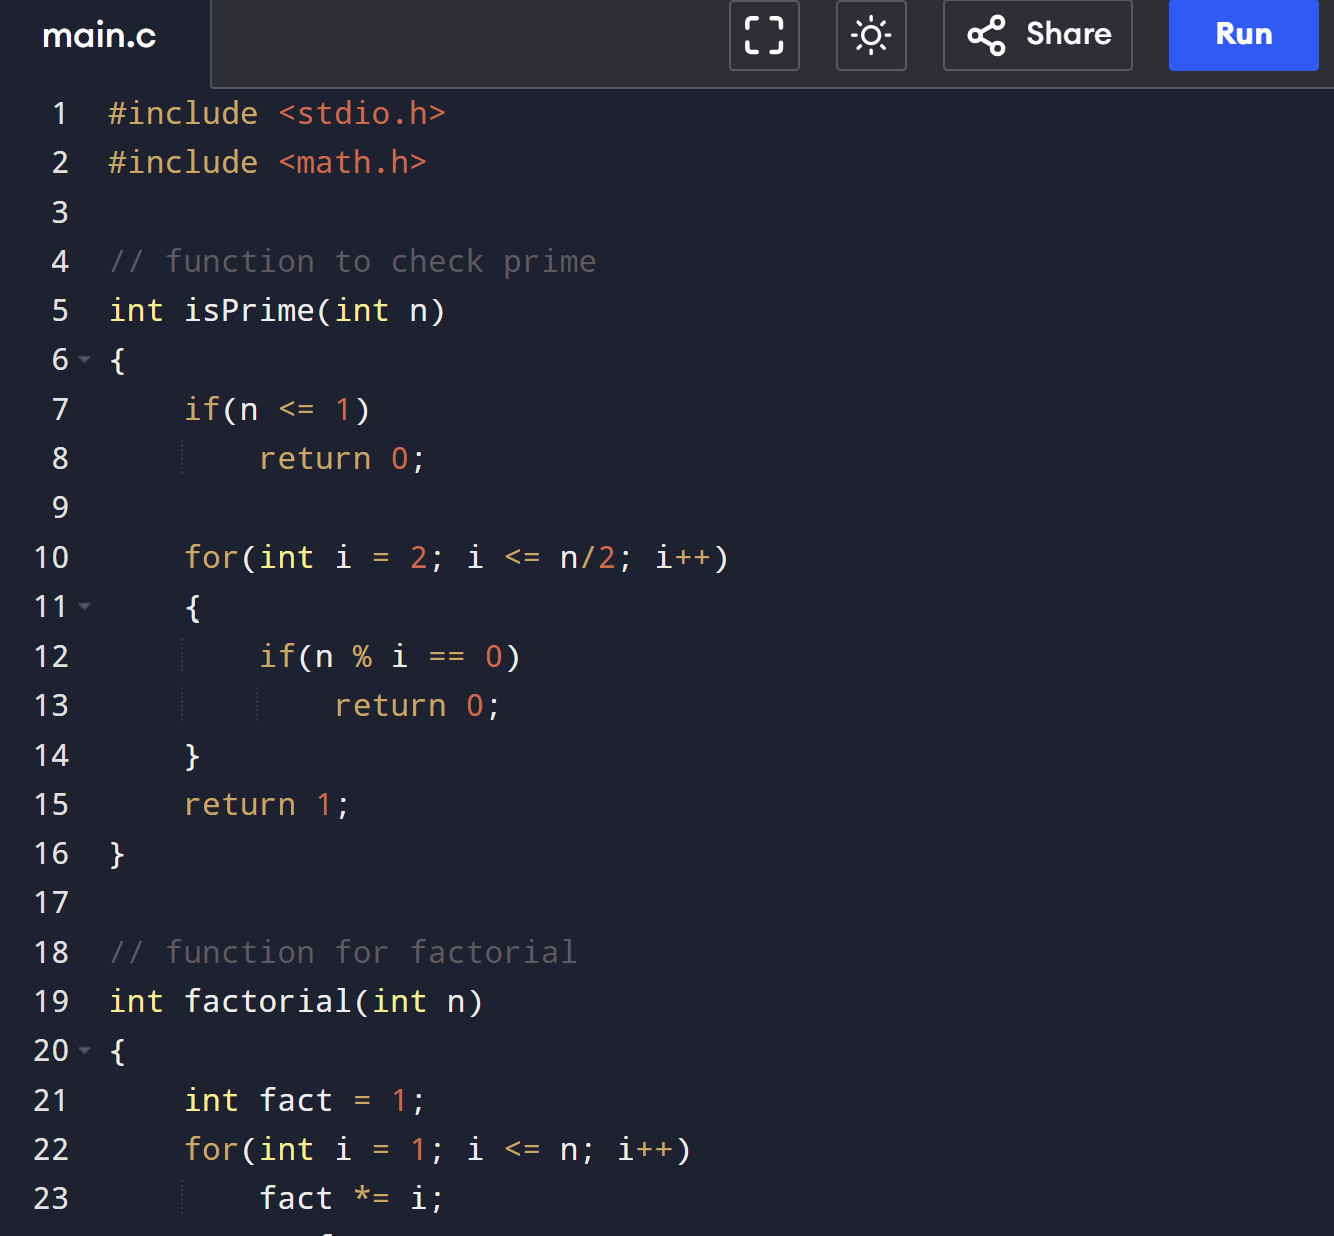 main.c
Share
Run
1 #include <stdio.h>
2 #include <math.h>
3
4 // function to check prime
5 int isPrime(int n)
6 {
7     if(n <= 1)
8         return 0;
9
10     for(int i = 2; i <= n/2; i++)
11     {
12         if(n % i == 0)
13             return 0;
14     }
15     return 1;
16 }
17
18 // function for factorial
19 int factorial(int n)
20 {
21     int fact = 1;
22     for(int i = 1; i <= n; i++)
23         fact *= i;